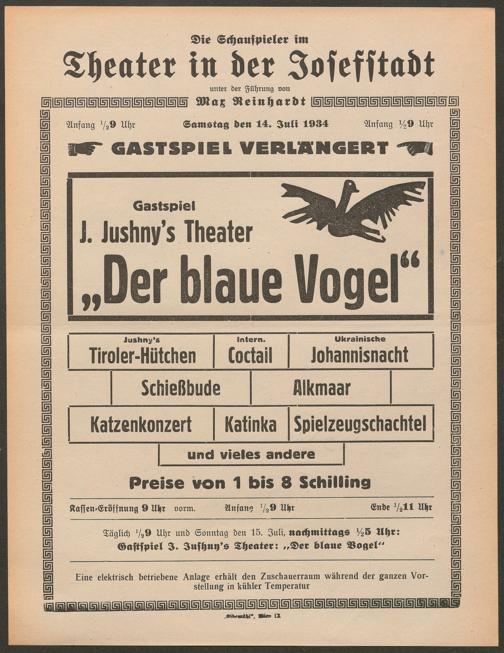 Die Schauspieler im
Theater in der Josefstadt
unter der Führung von
Max Reinhardt
Anfang ½9 Uhr Samstag den 14. Juli 1934 Anfang ½9 Uhr
GASTSPIEL VERLÄNGERT
Gastspiel
J. Jushny's Theater
„Der blaue Vogel“
Jushny's Intern. Ukrainische
Tiroler-Hütchen Coctail Johannisnacht
Schießbude Alkmaar
Katzenkonzert Katinka Spielzeugschachtel
und vieles andere
Preise von 1 bis 8 Schilling
Kassen-Eröffnung 9 Uhr vorm. Anfang ½9 Uhr Ende ½11 Uhr
Täglich ½9 Uhr und Sonntag den 15. Juli, nachmittags ½5 Uhr:
Gastspiel J. Jushny's Theater: „Der blaue Vogel“
Eine elektrisch betriebene Anlage erhält den Zuschauerraum während der ganzen Vor-
stellung in kühler Temperatur
Wien IX